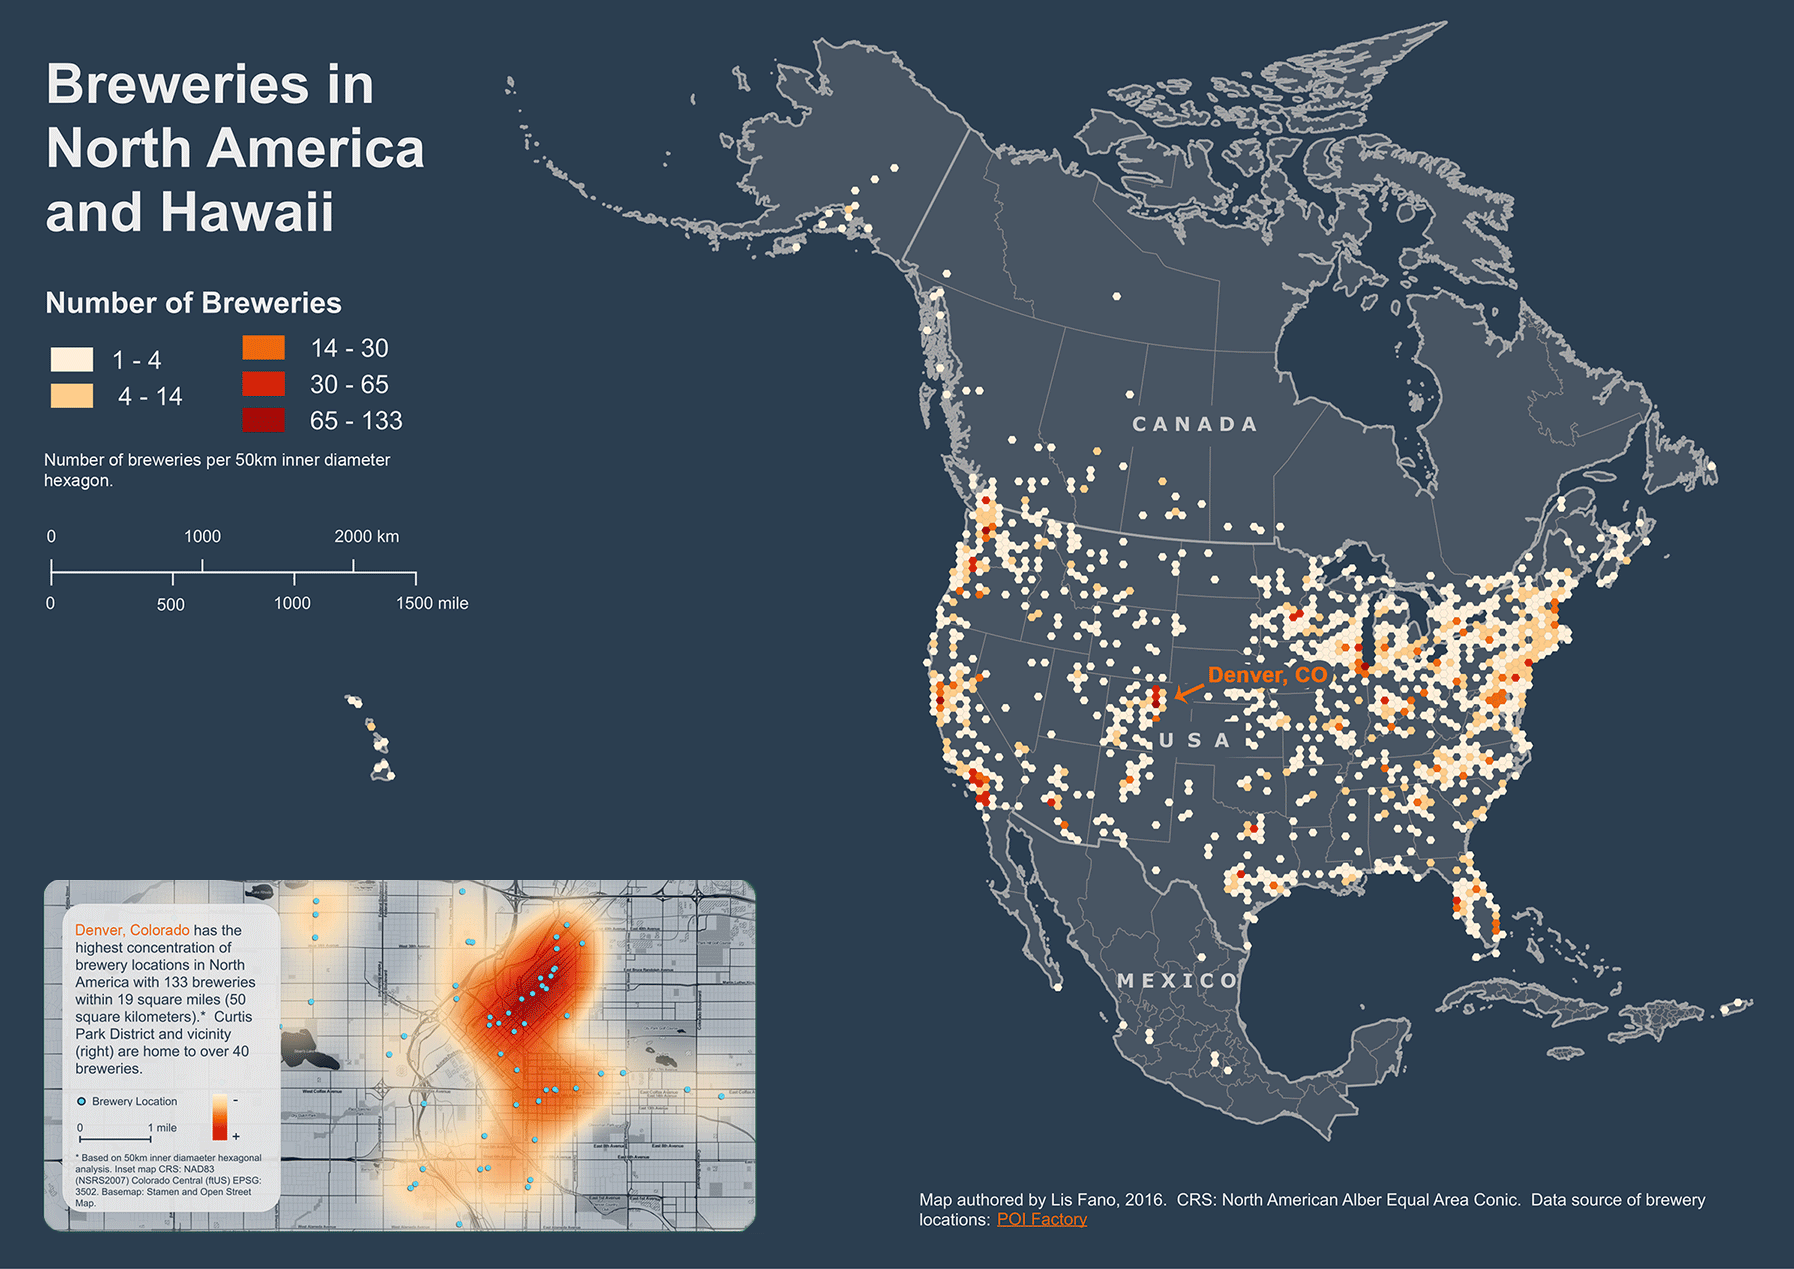 Breweries in
North America
and Hawaii
Number of Breweries
1 - 4
4 - 14
14 - 30
30 - 65
65 - 133
Number of breweries per 50km inner diameter
hexagon.
0 1000 2000 km
0 500 1000 1500 mile
CANADA
Denver, CO
USA
MEXICO
Denver, Colorado has the
highest concentration of
brewery locations in North
America with 133 breweries
within 19 square miles (50
square kilometers).* Curtis
Park District and vicinity
(right) are home to over 40
breweries.
Brewery Location
-
0 1 mile
+
* Based on 50km inner diamaeter hexagonal
analysis. Inset map CRS: NAD83
(NSRS2007) Colorado Central (ftUS) EPSG:
3502. Basemap: Stamen and Open Street
Map.
Map authored by Lis Fano, 2016. CRS: North American Alber Equal Area Conic. Data source of brewery
locations: POI Factory